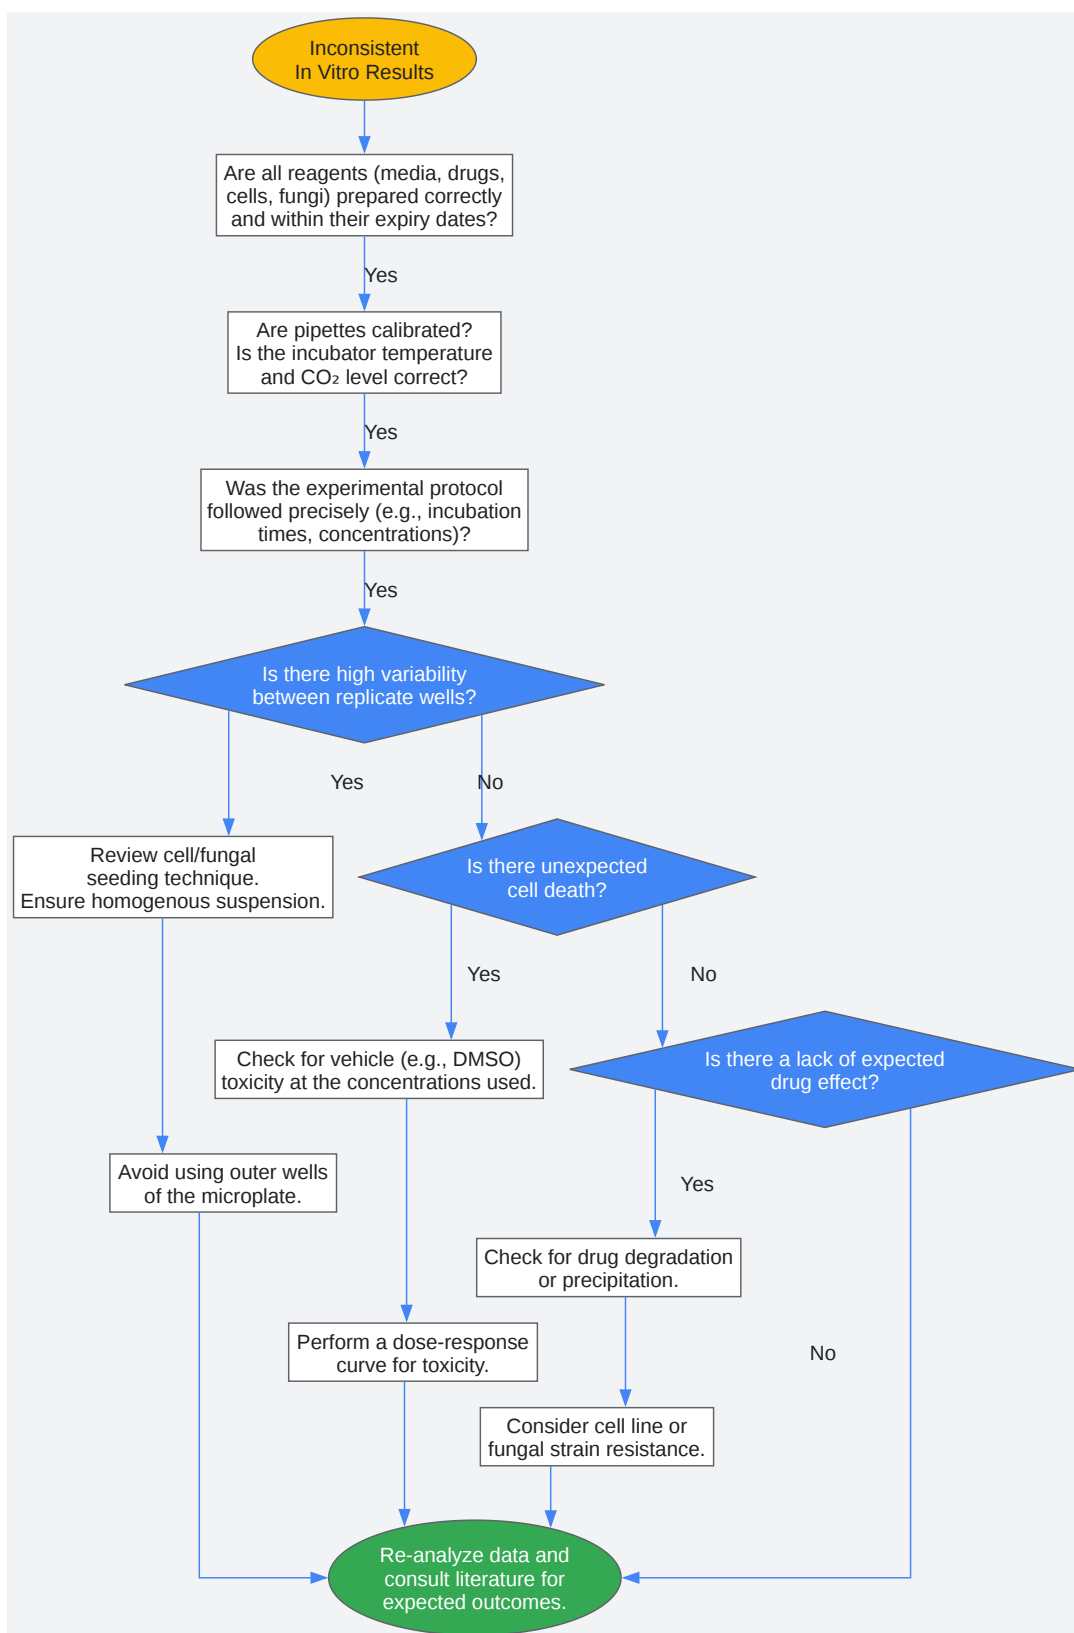 Inconsistent
In Vitro Results
Are all reagents (media, drugs,
cells, fungi) prepared correctly
and within their expiry dates?
Yes
Are pipettes calibrated?
Is the incubator temperature
and CO₂ level correct?
Yes
Was the experimental protocol
followed precisely (e.g., incubation
times, concentrations)?
Yes
Is there high variability
between replicate wells?
Yes
No
Review cell/fungal
seeding technique.
Ensure homogenous suspension.
Is there unexpected
cell death?
Yes
No
Check for vehicle (e.g., DMSO)
toxicity at the concentrations used.
Is there a lack of expected
drug effect?
Avoid using outer wells
of the microplate.
Yes
Check for drug degradation
or precipitation.
Perform a dose-response
curve for toxicity.
No
Consider cell line or
fungal strain resistance.
Re-analyze data and
consult literature for
expected outcomes.